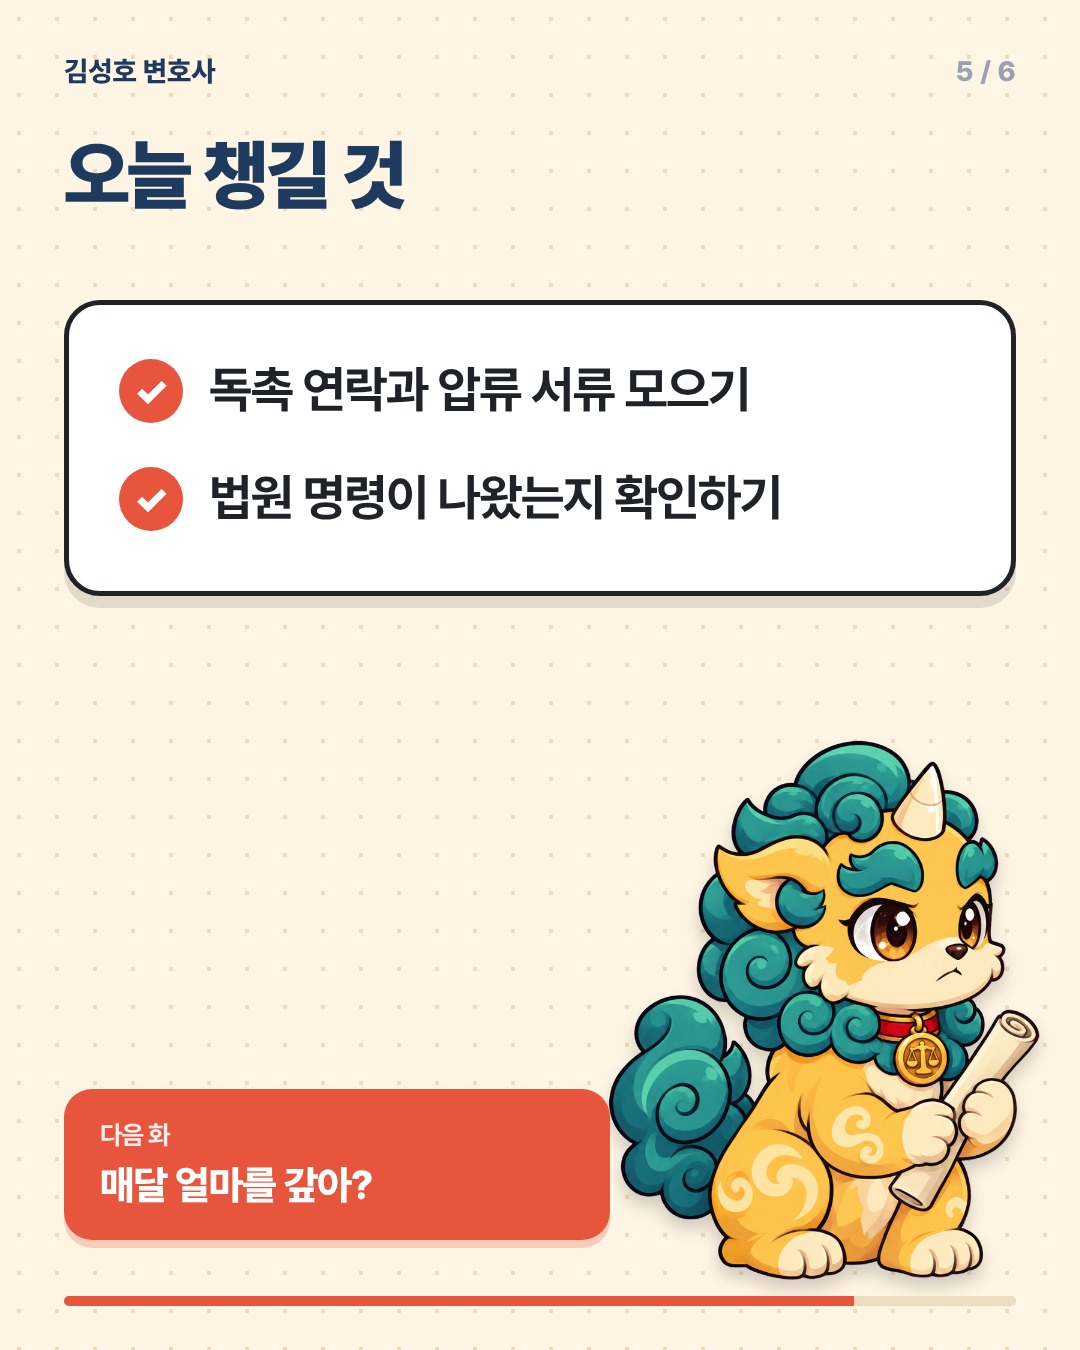 김성호 변호사
5 / 6
오늘 챙길 것
독촉 연락과 압류 서류 모으기
법원 명령이 나왔는지 확인하기
다음 화
매달 얼마를 갚아?